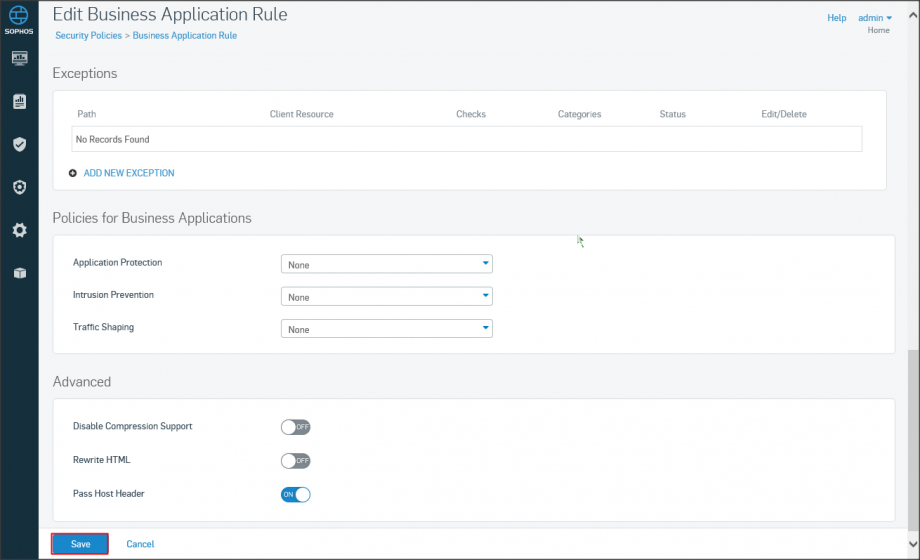 SOPHOS
Edit Business Application Rule
Help admin
Home
Security Policies > Business Application Rule
Exceptions
Path Client Resource Checks Categories Status Edit/Delete
No Records Found
ADD NEW EXCEPTION
Policies for Business Applications
Application Protection None
Intrusion Prevention None
Traffic Shaping None
Advanced
Disable Compression Support OFF
Rewrite HTML OFF
Pass Host Header ON
Save Cancel